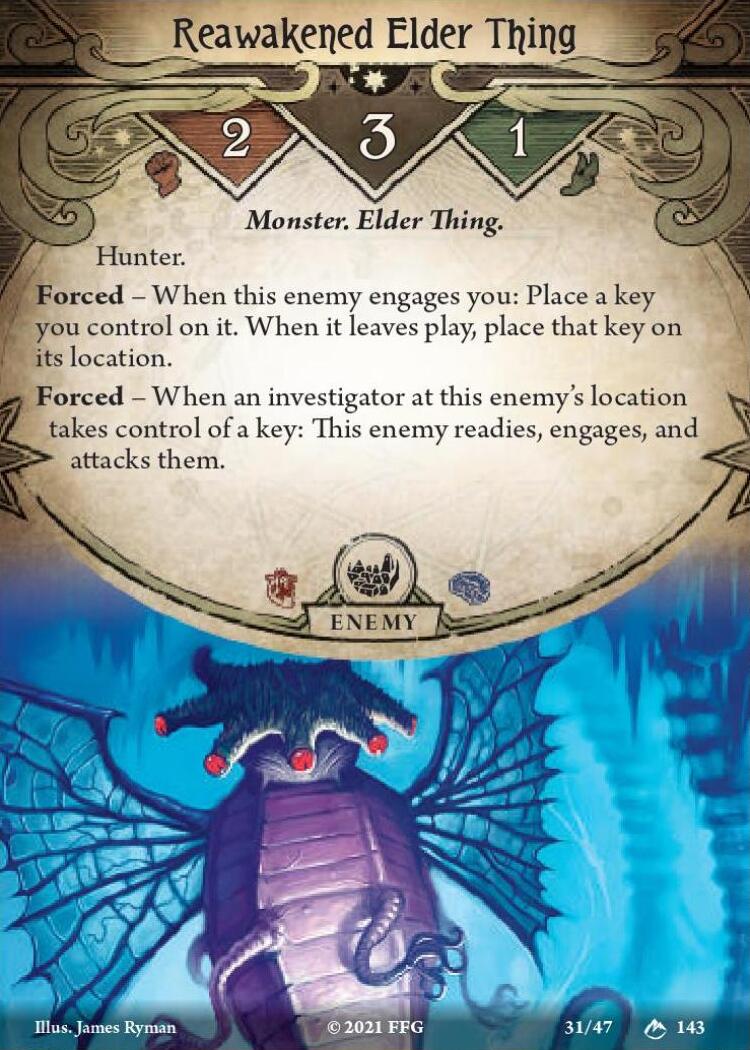 Reawakened Elder Thing
2 3 1
Monster. Elder Thing.
Hunter.
Forced – When this enemy engages you: Place a key
you control on it. When it leaves play, place that key on
its location.
Forced – When an investigator at this enemy’s location
takes control of a key: This enemy readies, engages, and
attacks them.
ENEMY
Illus. James Ryman © 2021 FFG 31/47 143